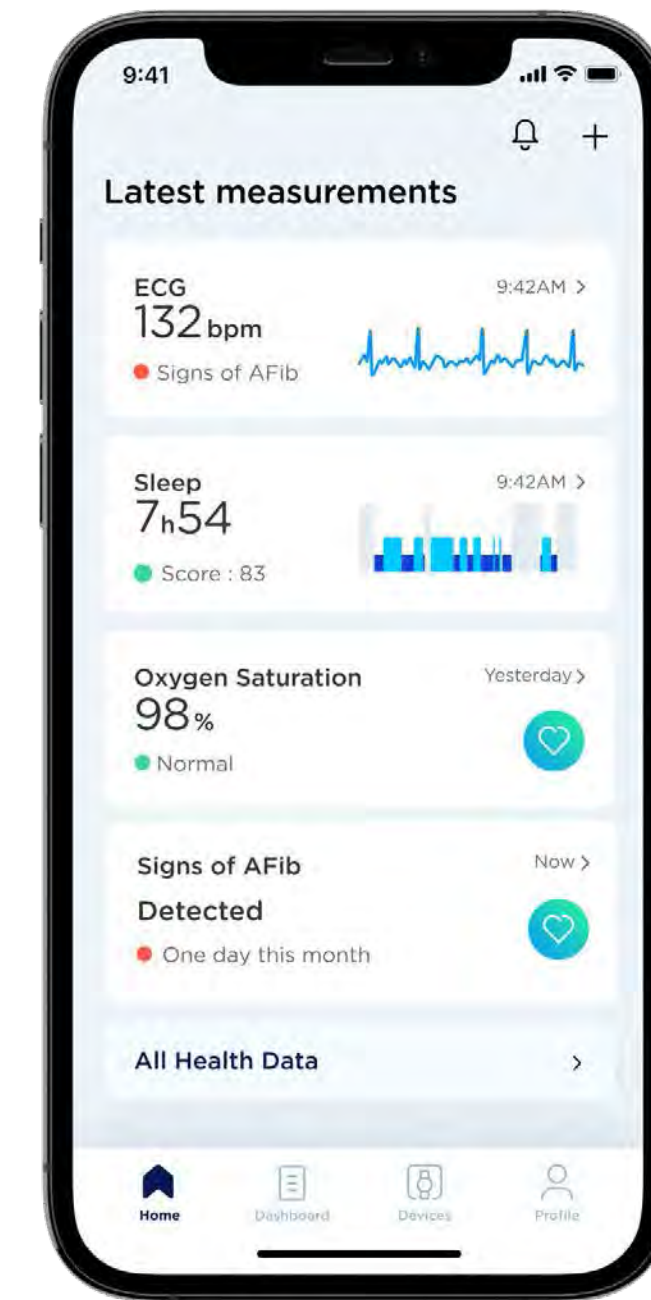 9:41
Latest measurements
ECG
9:42AM >
132 bpm
Signs of AFib
Sleep
9:42AM >
7h54
Score : 83
Oxygen Saturation
Yesterday >
98%
Normal
Signs of AFib
Now >
Detected
One day this month
All Health Data
>
Home
Dashboard
Devices
Profile